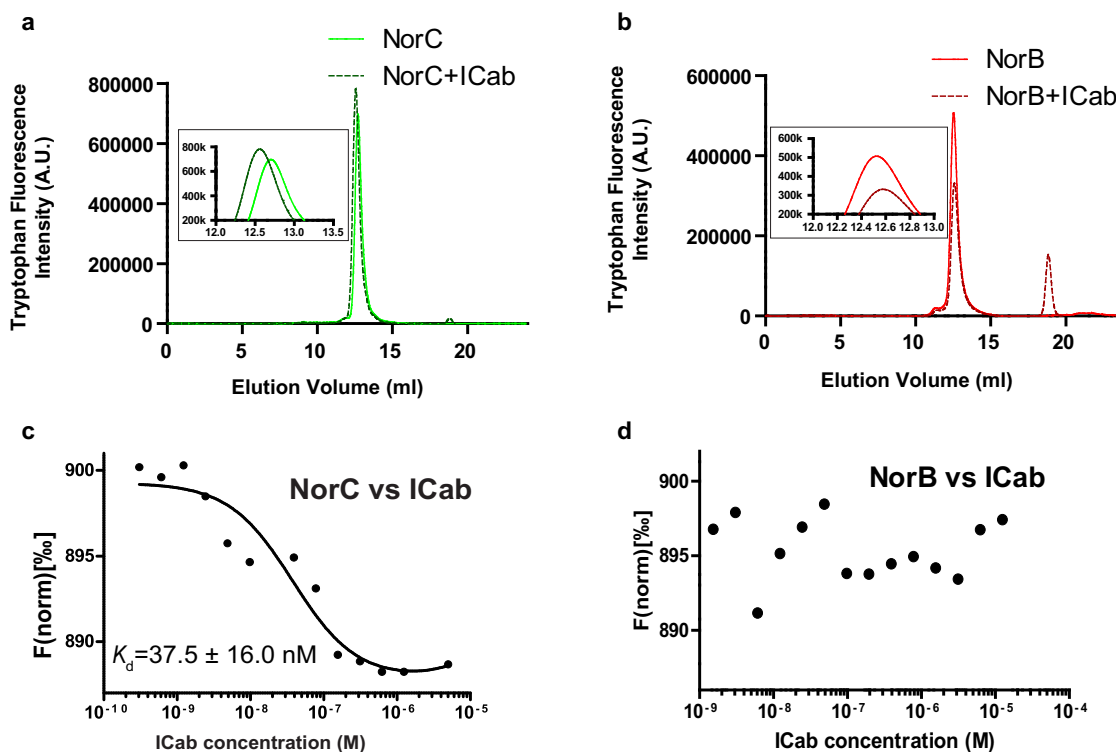 a
NorC
NorC+ICab
Tryptophan Fluorescence
Intensity (A.U.)
800000
600000
400000
200000
0
800k
600k
400k
200k
12.0 12.5 13.0 13.5
0 5 10 15 20
Elution Volume (ml)
b
NorB
NorB+ICab
Tryptophan Fluorescence
Intensity (A.U.)
600000
400000
200000
0
600k
500k
400k
300k
200k
12.0 12.2 12.4 12.6 12.8 13.0
0 5 10 15 20
Elution Volume (ml)
c
NorC vs ICab
F(norm)[‰]
900
895
890
Kd=37.5 ± 16.0 nM
10-10 10-9 10-8 10-7 10-6 10-5
ICab concentration (M)
d
NorB vs ICab
F(norm)[‰]
900
895
890
10-9 10-8 10-7 10-6 10-5 10-4
ICab concentration (M)